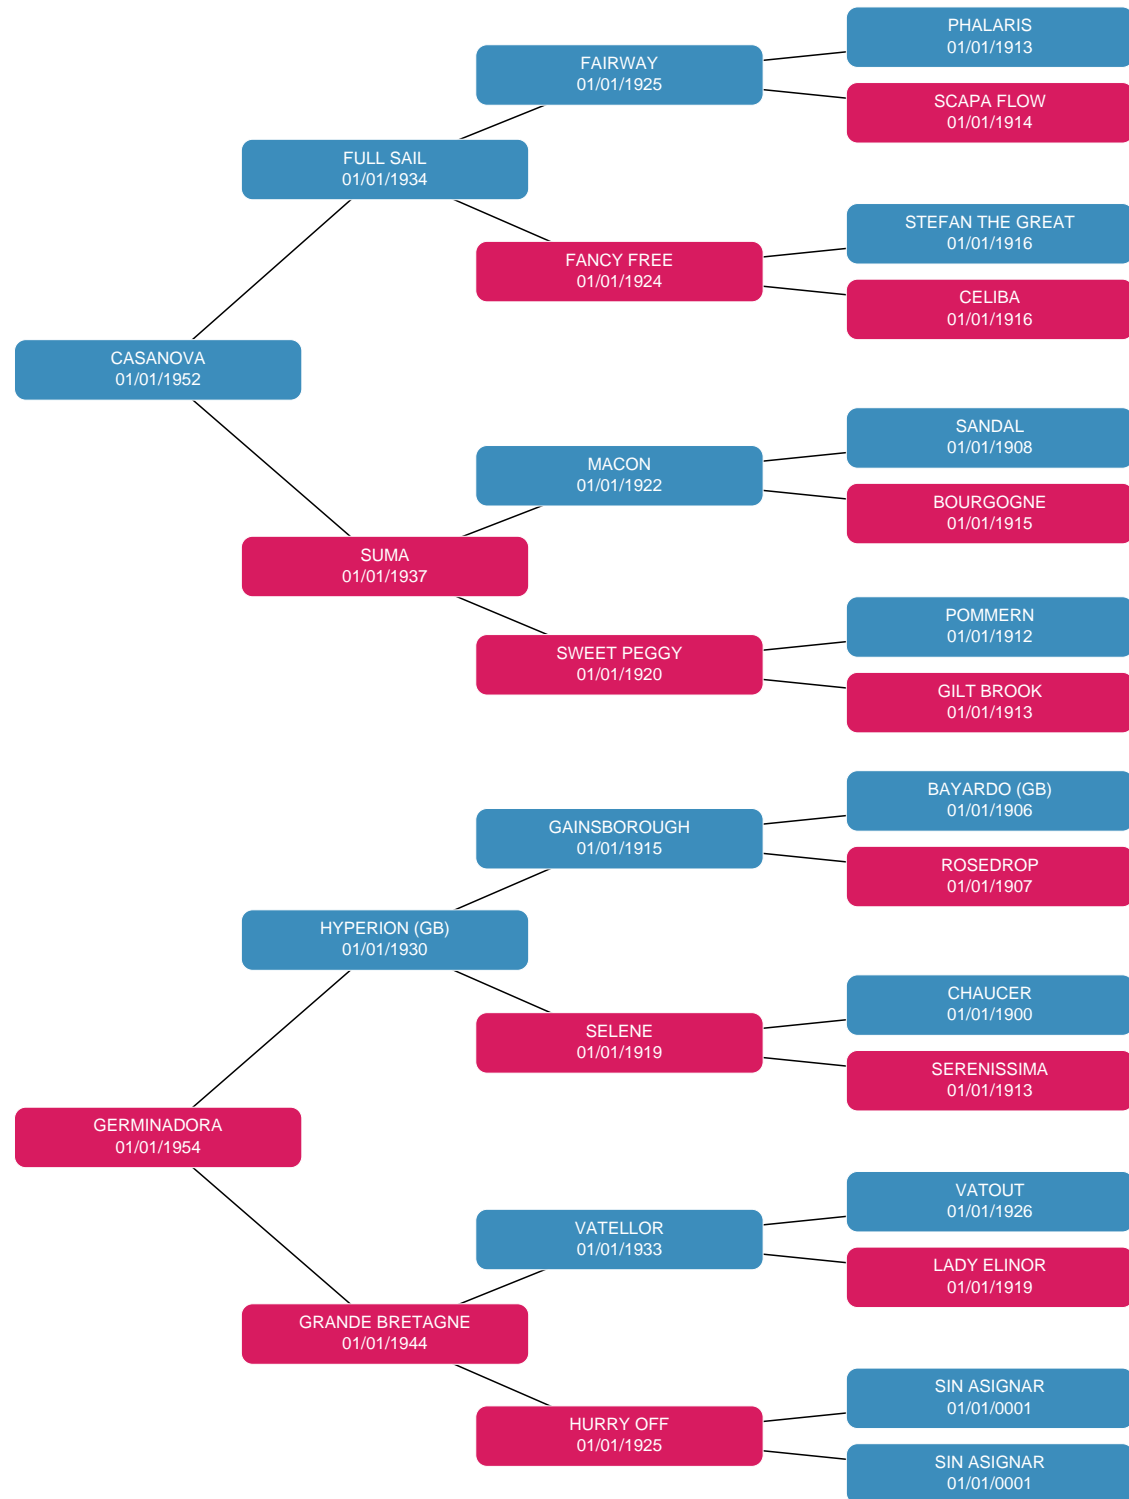 PHALARIS
01/01/1913
FAIRWAY
01/01/1925
SCAPA FLOW
01/01/1914
FULL SAIL
01/01/1934
STEFAN THE GREAT
01/01/1916
FANCY FREE
01/01/1924
CELIBA
01/01/1916
CASANOVA
01/01/1952
SANDAL
01/01/1908
MACON
01/01/1922
BOURGOGNE
01/01/1915
SUMA
01/01/1937
POMMERN
01/01/1912
SWEET PEGGY
01/01/1920
GILT BROOK
01/01/1913
BAYARDO (GB)
01/01/1906
GAINSBOROUGH
01/01/1915
ROSEDROP
01/01/1907
HYPERION (GB)
01/01/1930
CHAUCER
01/01/1900
SELENE
01/01/1919
SERENISSIMA
01/01/1913
GERMINADORA
01/01/1954
VATOUT
01/01/1926
VATELLOR
01/01/1933
LADY ELINOR
01/01/1919
GRANDE BRETAGNE
01/01/1944
SIN ASIGNAR
01/01/0001
HURRY OFF
01/01/1925
SIN ASIGNAR
01/01/0001